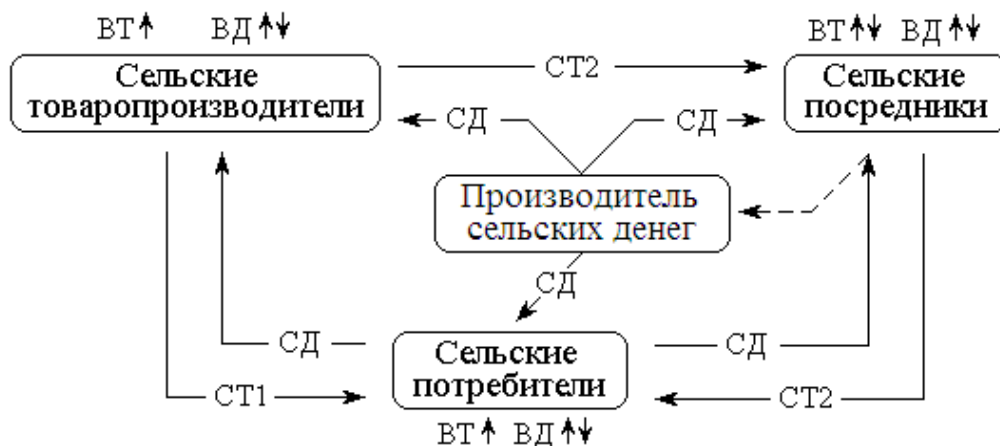 ВТ ВД
ВТ ВД
Сельские
товаропроизводители
СТ2
Сельские
посредники
СД
СД
Производитель
сельских денег
СД
СД
СД
Сельские
потребители
СТ1
СТ2
ВТ ВД